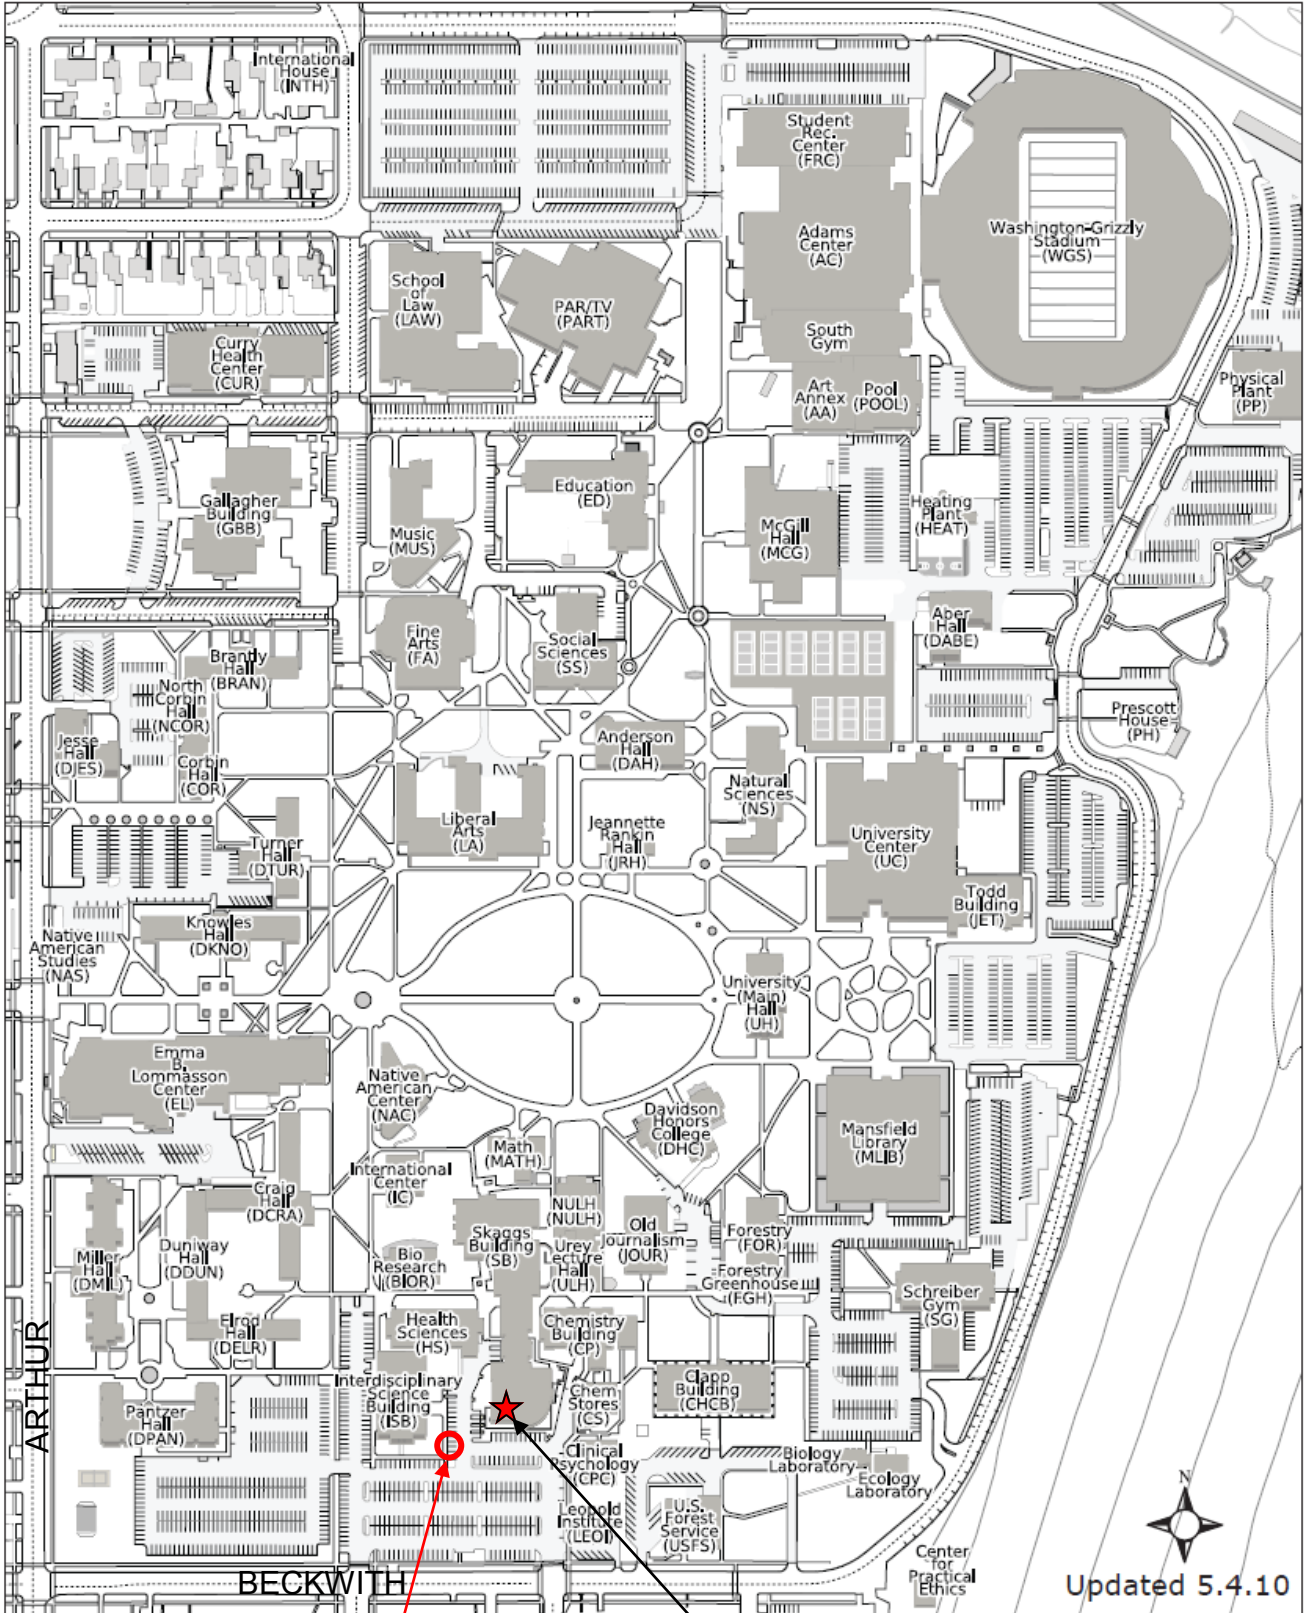 International
House
(INTH)
Student
Rec.
Center
(FRC)
Adams
Center
(AC)
Washington-Grizzly
Stadium
(WGS)
School
of
Law
(LAW)
PAR/TV
(PART)
South
Gym
Curry
Health
Center
(CUR)
Art
Annex
(AA)
Pool
(POOL)
Physical
Plant
(PP)
Gallagher
Building
(GBB)
Music
(MUS)
Education
(ED)
McGill
Hall
(MCG)
Heating
Plant
(HEAT)
Fine
Arts
(FA)
Social
Sciences
(SS)
Aber
Hall
(DABE)
Brantly
Hall
(BRAN)
North
Corbin
Hall
(NCOR)
Jesse
Hall
(DJES)
Corbin
Hall
(COR)
Anderson
Hall
(DAH)
Prescott
House
(PH)
Natural
Sciences
(NS)
Liberal
Arts
(LA)
Jeannette
Rankin
Hall
(JRH)
University
Center
(UC)
Turner
Hall
(DTUR)
Todd
Building
(JET)
Knowles
Hall
(DKNO)
Native
American
Studies
(NAS)
University
(Main)
Hall
(UH)
Emma
B.
Lommasson
Center
(EL)
Native
American
Center
(NAC)
Davidson
Honors
College
(DHC)
Mansfield
Library
(MLIB)
Math
(MATH)
International
Center
(IC)
Craig
Hall
(DCRA)
NULH
(NULH)
Skaggs
Building
(SB)
Old
Journalism
(JOUR)
Forestry
(FOR)
Miller
Hall
(DMIL)
Duniway
Hall
(DDUN)
Bio
Research
(BIOR)
Urey
Lecture
Hall
(ULH)
Forestry
Greenhouse
(FGH)
Schreiber
Gym
(SG)
Elrod
Hall
(DELR)
Health
Sciences
(HS)
Chemistry
Building
(CP)
Interdisciplinary
Science
Building
(ISB)
Chem
Stores
(CS)
Clapp
Building
(CHCB)
ARTHUR
Pantzer
Hall
(DPAN)
Clinical
Psychology
(CPC)
Biology
Laboratory
Ecology
Laboratory
Leopold
Institute
(LEOI)
U.S.
Forest
Service
(USFS)
N
Center
for
Practical
Ethics
BECKWITH
Updated 5.4.10